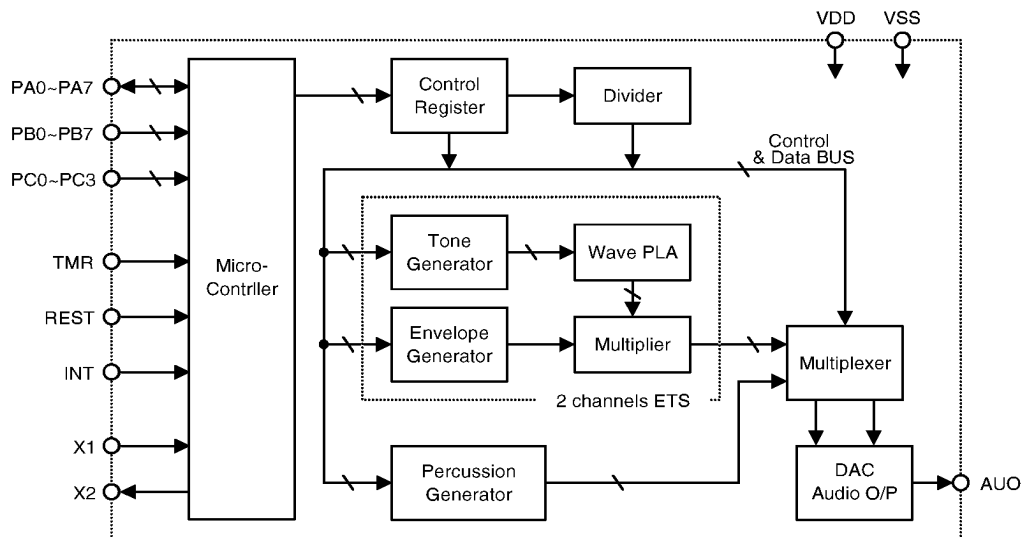 VDD
VSS
PA0~PA7
PB0~PB7
PC0~PC3
TMR
REST
INT
X1
X2
Micro-
Contrller
Control
Register
Divider
Control
& Data BUS
Tone
Generator
Wave PLA
Envelope
Generator
Multiplier
2 channels ETS
Multiplexer
Percussion
Generator
DAC
Audio O/P
AUO